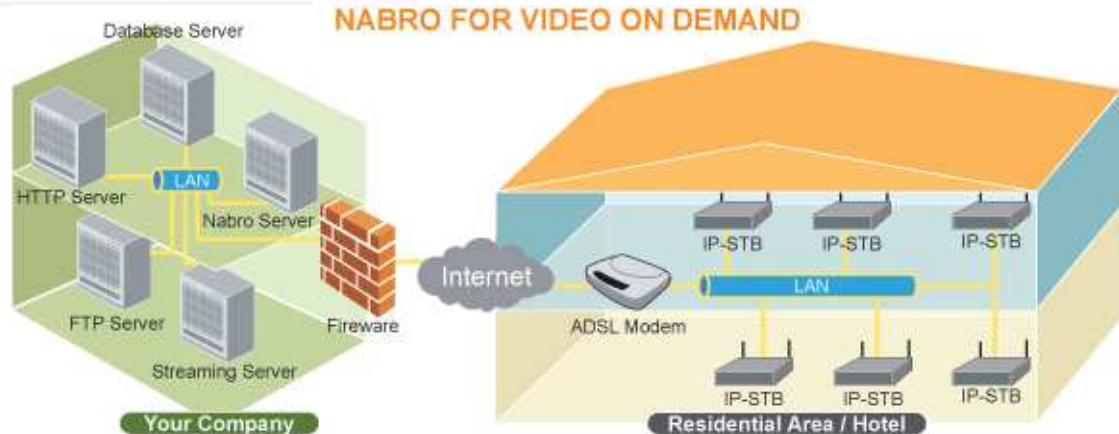 NABRO FOR VIDEO ON DEMAND
Database Server
HTTP Server
LAN
Nabro Server
FTP Server
Streaming Server
Fireware
Internet
ADSL Modem
LAN
IP-STB
IP-STB
IP-STB
IP-STB
IP-STB
IP-STB
Your Company
Residential Area / Hotel